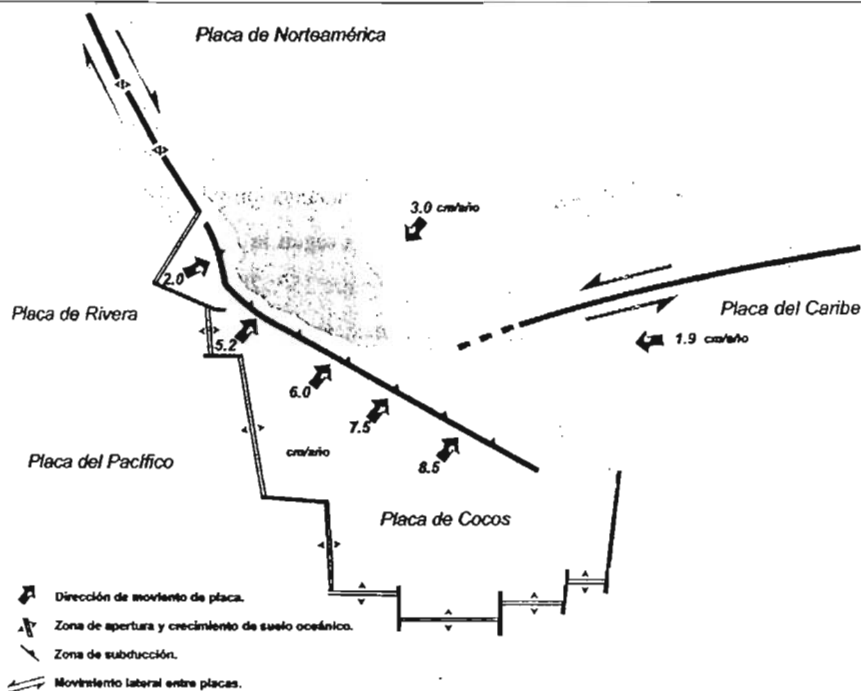 Placa de Norteamérica
3.0 cm/año
2.0
Placa de Rivera
5.2
Placa del Caribe
1.9 cm/año
6.0
7.5
cm/año
8.5
Placa del Pacífico
Placa de Cocos
Dirección de moviento de placa.
Zona de apertura y crecimiento de suelo oceánico.
Zona de subducción.
Movimiento lateral entre placas.